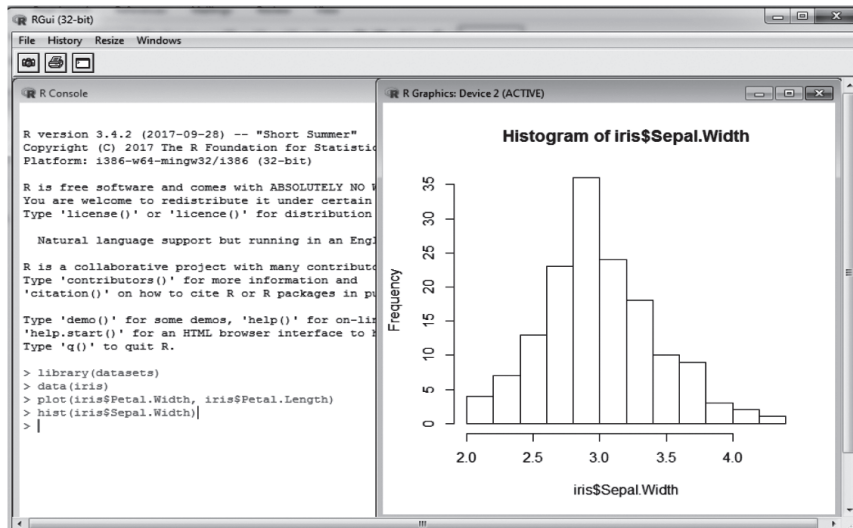 RGui (32-bit)
File History Resize Windows
R Console
R version 3.4.2 (2017-09-28) -- "Short Summer"
Copyright (C) 2017 The R Foundation for Statistic
Platform: i386-w64-mingw32/i386 (32-bit)
R is free software and comes with ABSOLUTELY NO
You are welcome to redistribute it under certain
Type 'license()' or 'licence()' for distribution
Natural language support but running in an Engl
R is a collaborative project with many contributo
Type 'contributors()' for more information and
'citation()' on how to cite R or R packages in pu
Type 'demo()' for some demos, 'help()' for on-lin
'help.start()' for an HTML browser interface to
Type 'q()' to quit R.
> library(datasets)
> data(iris)
> plot(iris$Petal.Width, iris$Petal.Length)
> hist(iris$Sepal.Width)
>
R Graphics: Device 2 (ACTIVE)
Histogram of iris$Sepal.Width
Frequency
35
30
25
20
15
10
5
0
2.0 2.5 3.0 3.5 4.0
iris$Sepal.Width